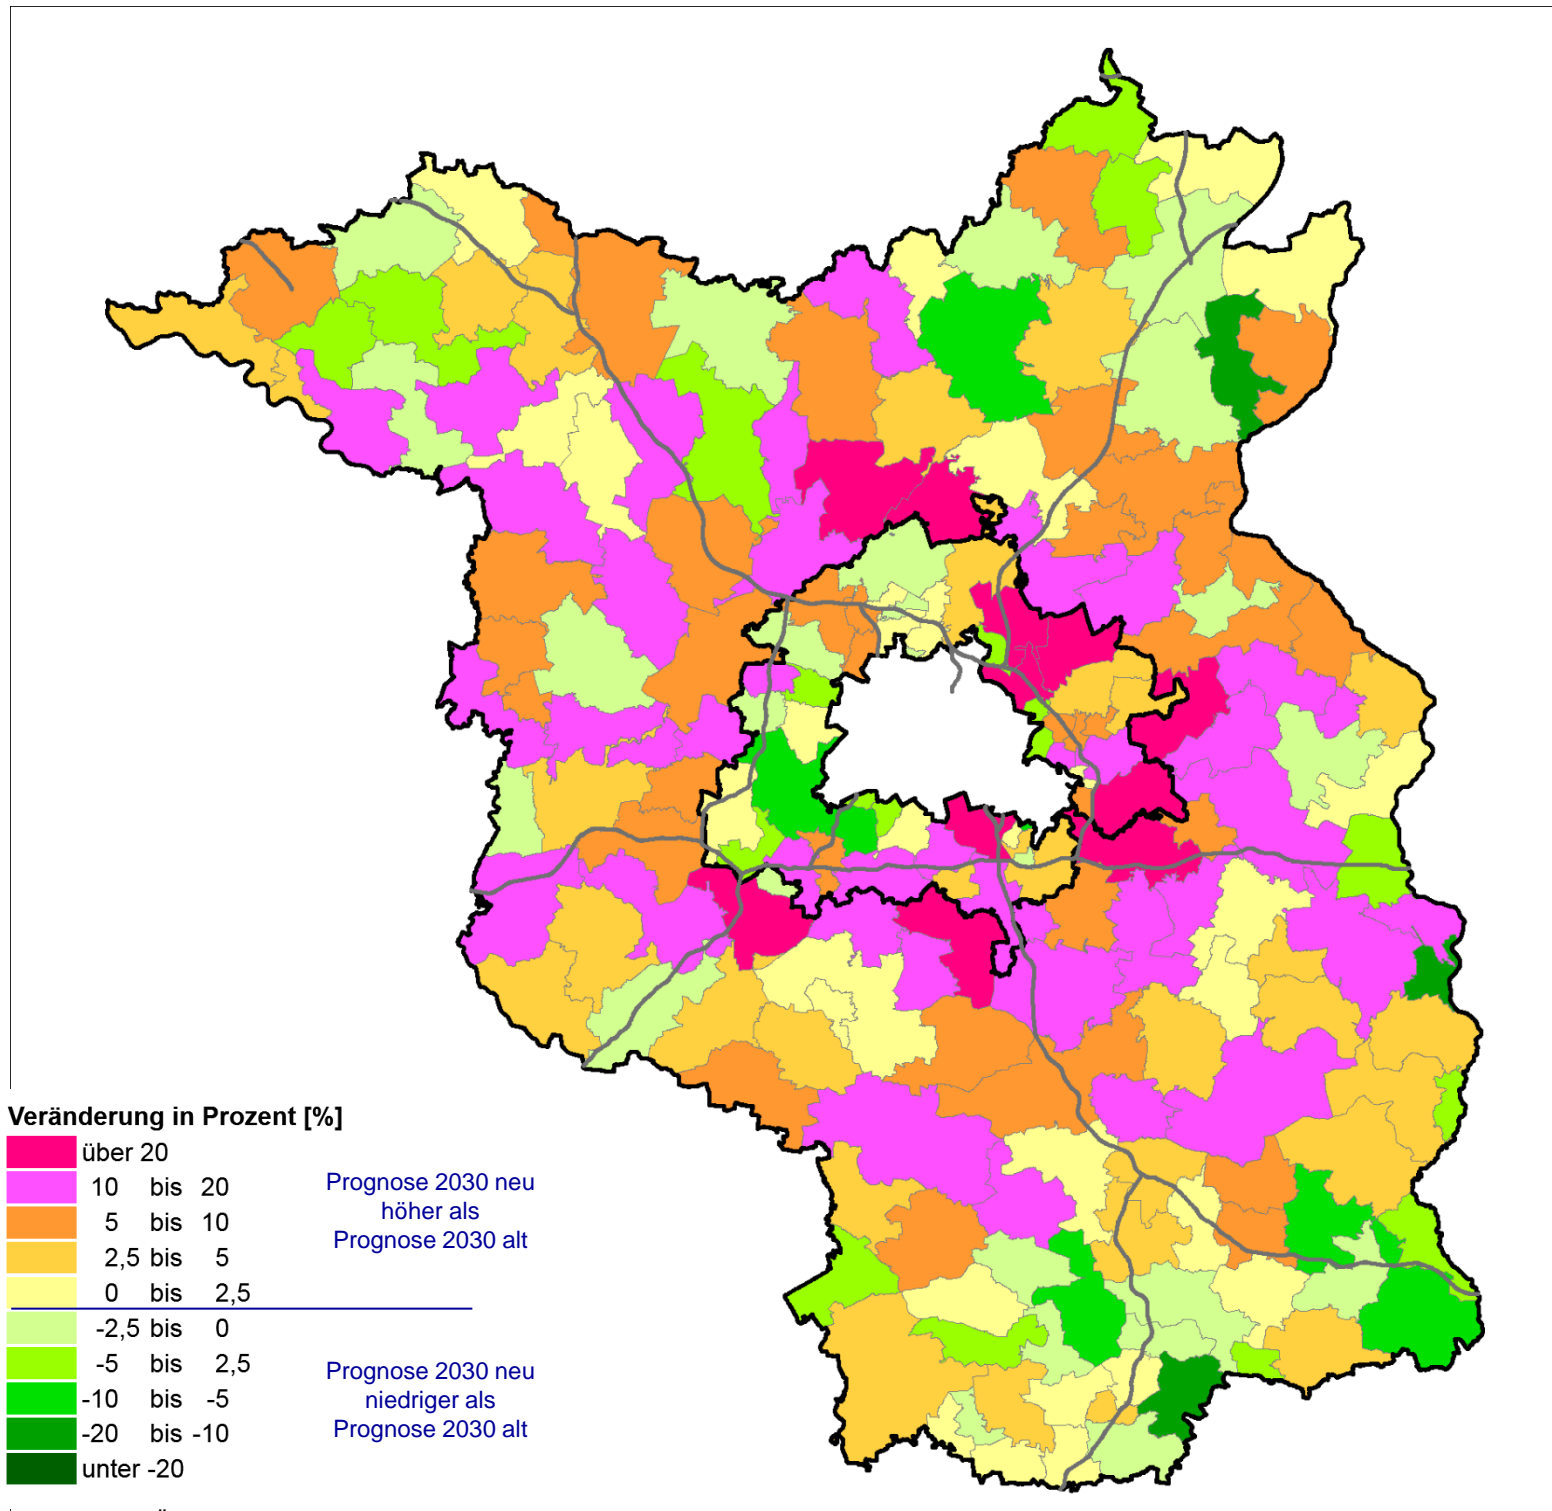 Veränderung in Prozent [%]
über 20
10 bis 20
5 bis 10
2,5 bis 5
0 bis 2,5
-2,5 bis 0
-5 bis 2,5
-10 bis -5
-20 bis -10
unter -20
Prognose 2030 neu
höher als
Prognose 2030 alt
Prognose 2030 neu
niedriger als
Prognose 2030 alt